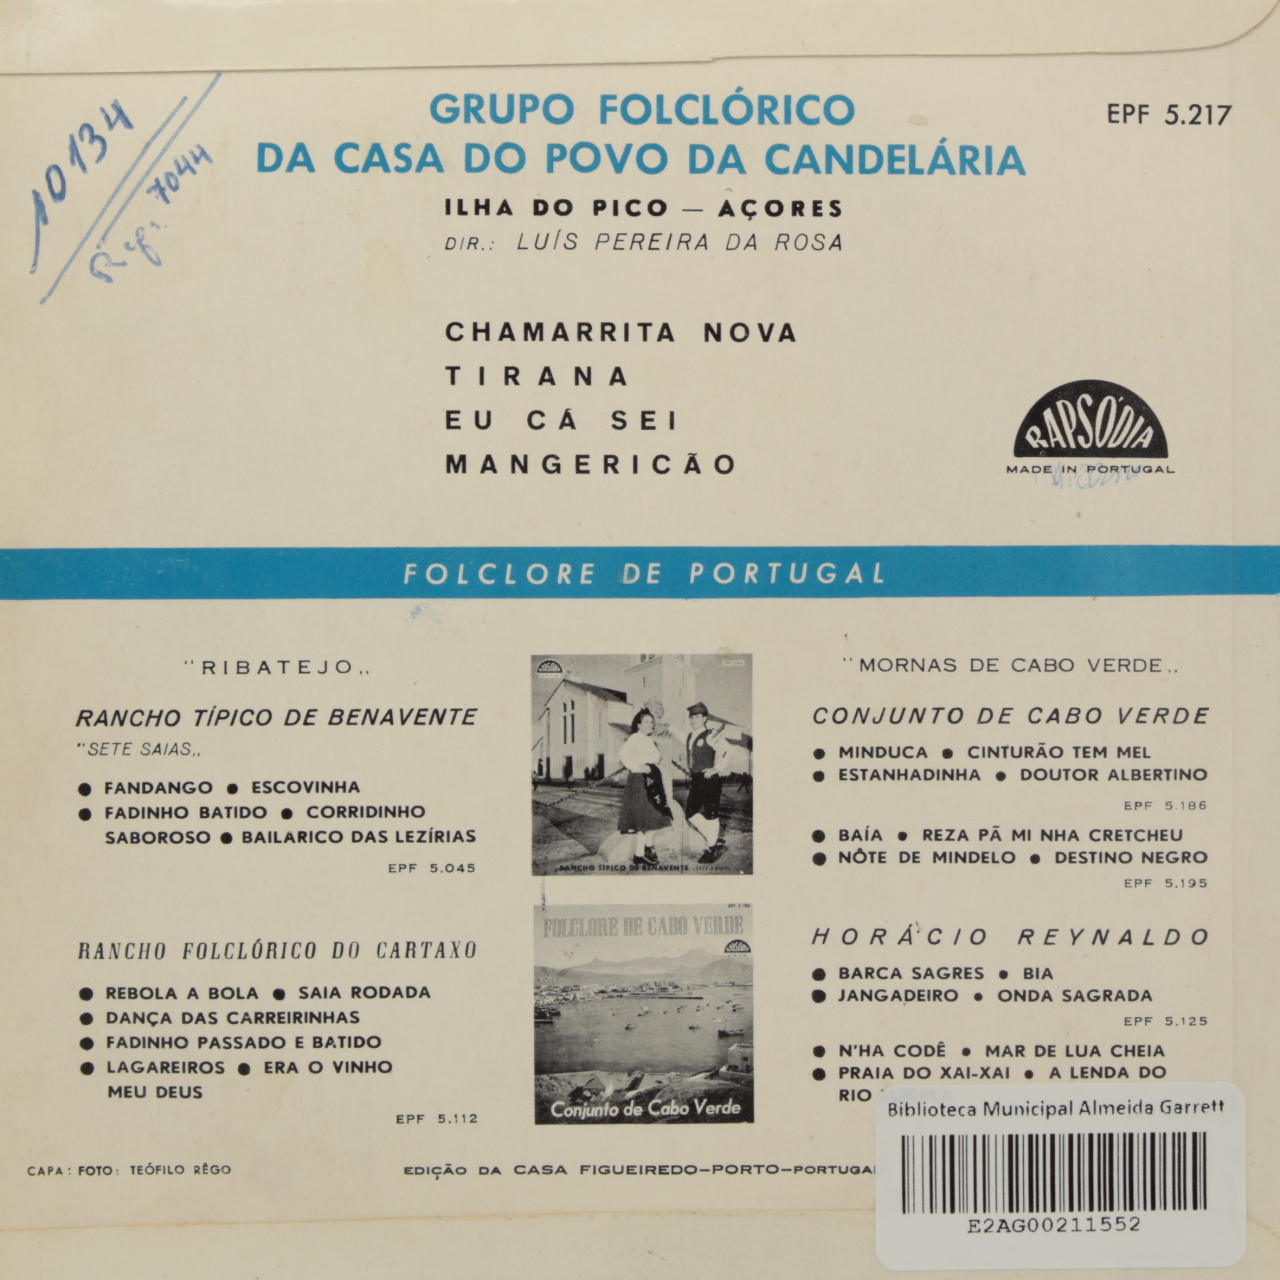 GRUPO FOLCLÓRICO
DA CASA DO POVO DA CANDELÁRIA
EPF 5.217
ILHA DO PICO — AÇORES
DIR.: LUÍS PEREIRA DA ROSA
10134
Reg: 7044
CHAMARRITA NOVA
TIRANA
EU CÁ SEI
MANGERICÃO
RAPSÓDIA
MADE IN PORTUGAL
FOLCLORE DE PORTUGAL
"RIBATEJO,,
RANCHO TÍPICO DE BENAVENTE
"SETE SAIAS,,
● FANDANGO ● ESCOVINHA
● FADINHO BATIDO ● CORRIDINHO
SABOROSO ● BAILARICO DAS LEZÍRIAS
EPF 5.045
RANCHO FOLCLÓRICO DO CARTAXO
● REBOLA A BOLA ● SAIA RODADA
● DANÇA DAS CARREIRINHAS
● FADINHO PASSADO E BATIDO
● LAGAREIROS ● ERA O VINHO
MEU DEUS
EPF 5.112
RANCHO TÍPICO DE BENAVENTE
FOLCLORE DE CABO VERDE
Conjunto de Cabo Verde
"MORNAS DE CABO VERDE,,
CONJUNTO DE CABO VERDE
● MINDUCA ● CINTURÃO TEM MEL
● ESTANHADINHA ● DOUTOR ALBERTINO
EPF 5.186
● BAÍA ● REZA PÃ MI NHA CRETCHEU
● NÔTE DE MINDELO ● DESTINO NEGRO
EPF 5.195
HORÁCIO REYNALDO
● BARCA SAGRES ● BIA
● JANGADEIRO ● ONDA SAGRADA
EPF 5.125
● N'HA CODÊ ● MAR DE LUA CHEIA
● PRAIA DO XAI-XAI ● A LENDA DO
RIO
CAPA: FOTO: TEÓFILO RÊGO
EDIÇÃO DA CASA FIGUEIREDO—PORTO—PORTUGAL
Biblioteca Municipal Almeida Garrett
E2AG00211552